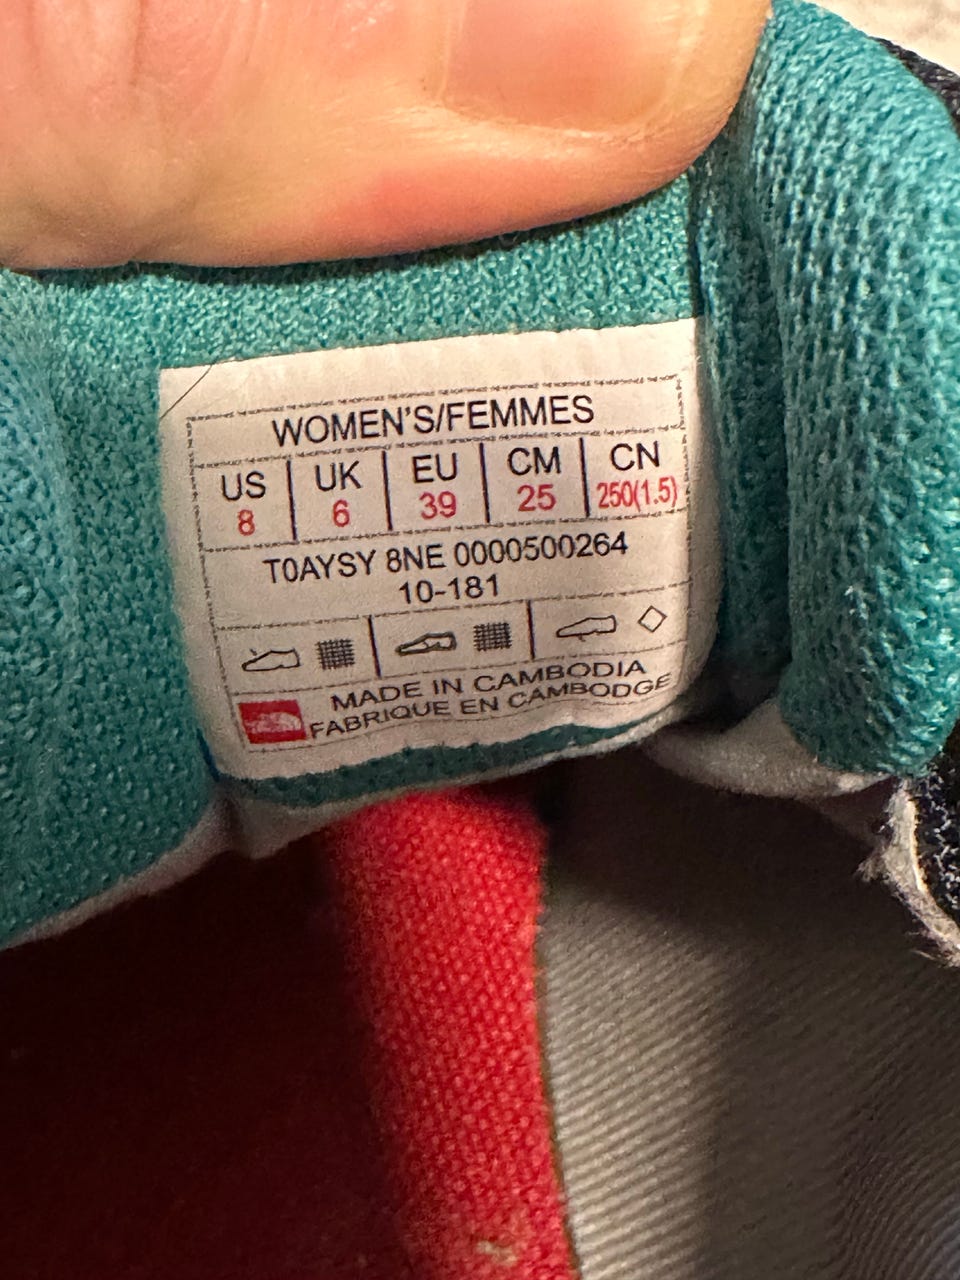 WOMEN'S/FEMMES
US UK EU CM CN
8 6 39 25 250(1.5)
T0AYSY 8NE 0000500264
10-181
MADE IN CAMBODIA
FABRIQUE EN CAMBODGE